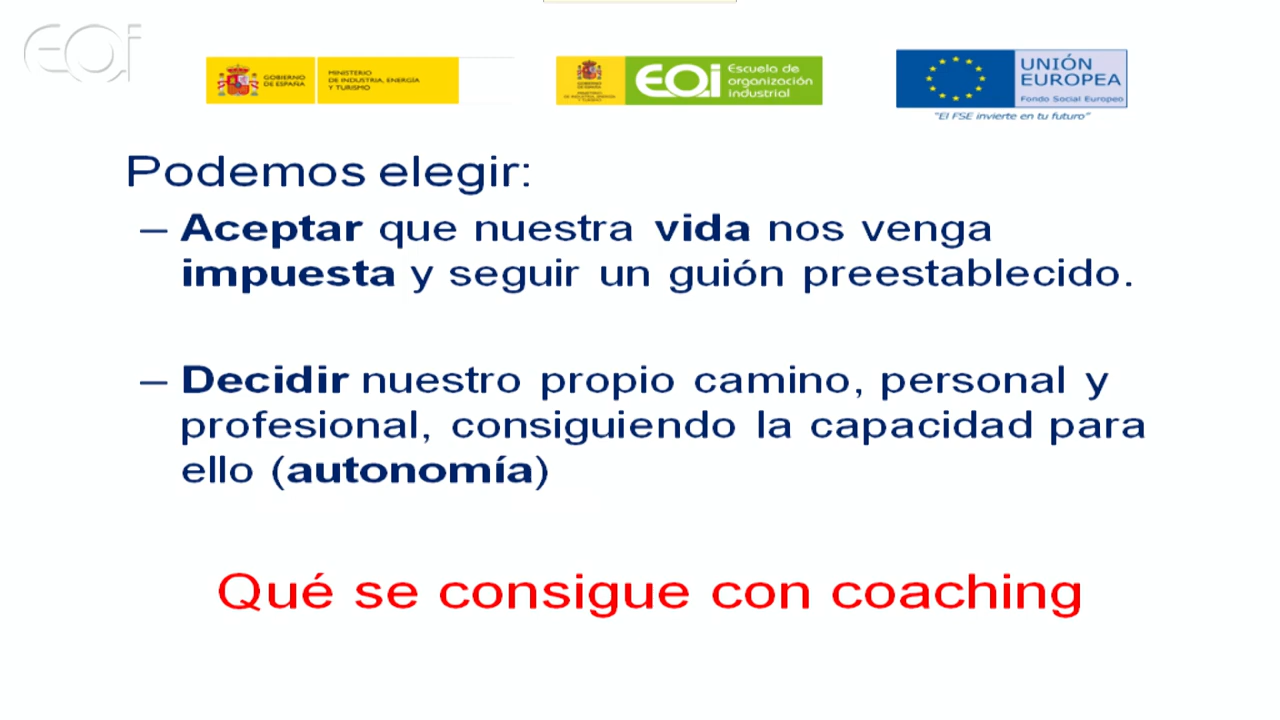 EOi
GOBIERNO
DE ESPAÑA
MINISTERIO
DE INDUSTRIA, ENERGÍA
Y TURISMO
EOi
Escuela de
organización
industrial
UNIÓN
EUROPEA
Fondo Social Europeo
"El FSE invierte en tu futuro"
Podemos elegir:
– Aceptar que nuestra vida nos venga
impuesta y seguir un guión preestablecido.
– Decidir nuestro propio camino, personal y
profesional, consiguiendo la capacidad para
ello (autonomía)
Qué se consigue con coaching